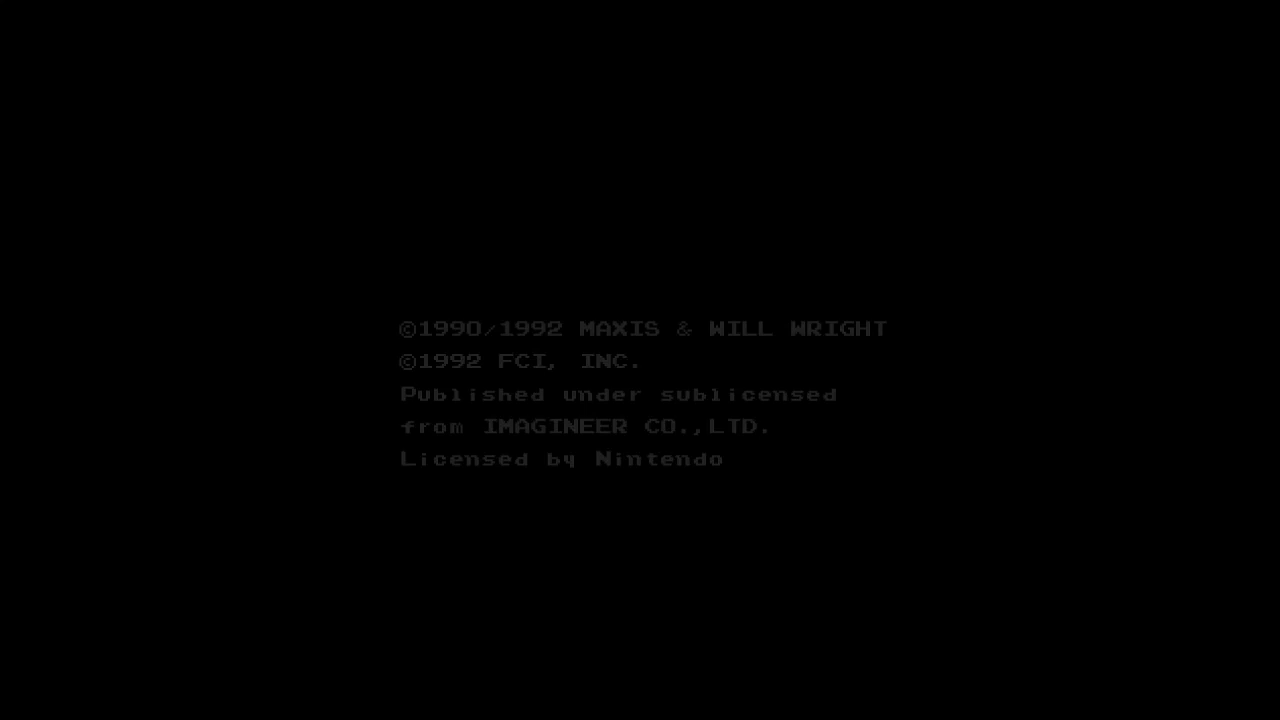 ©1990/1992 MAXIS & WILL WRIGHT
©1992 FCI, INC.
Published under sublicensed
from IMAGINEER CO.,LTD.
Licensed by Nintendo